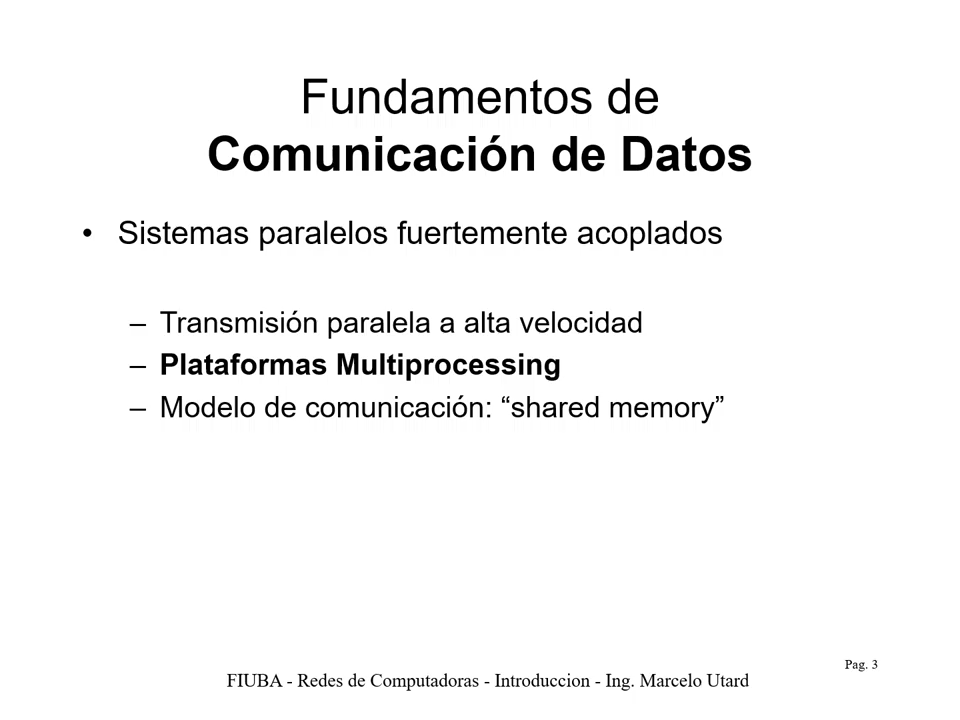 Fundamentos de
Comunicación de Datos
• Sistemas paralelos fuertemente acoplados
– Transmisión paralela a alta velocidad
– Plataformas Multiprocessing
– Modelo de comunicación: “shared memory”
Pag. 3
FIUBA - Redes de Computadoras - Introduccion - Ing. Marcelo Utard